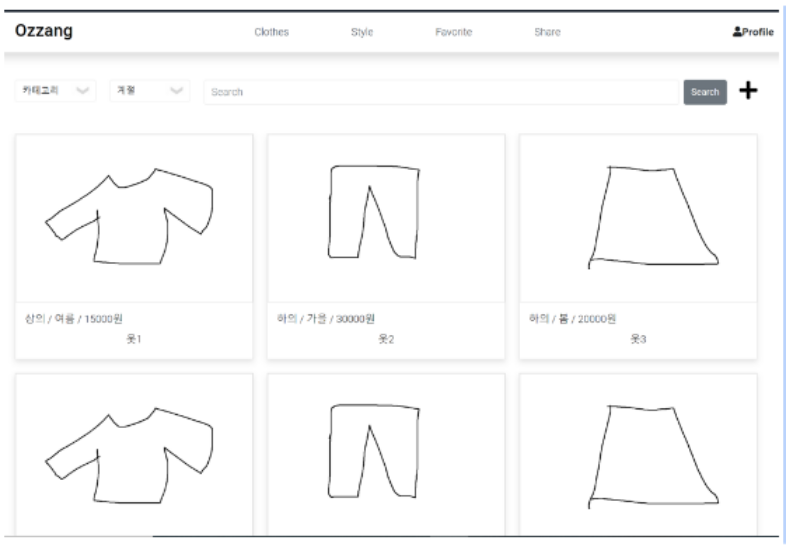 Ozzang Clothes Style Favorite Share Profile
카테고리 계절 Search Search
상의 / 여름 / 15000원 하의 / 가을 / 30000원 하의 / 봄 / 20000원
옷1 옷2 옷3